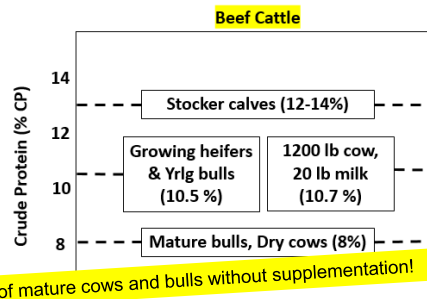 Beef Cattle
Crude Protein (% CP)
14
12
10
8
Stocker calves (12-14%)
Growing heifers
& Yrlg bulls
(10.5 %)
1200 lb cow,
20 lb milk
(10.7 %)
Mature bulls, Dry cows (8%)
of mature cows and bulls without supplementation!